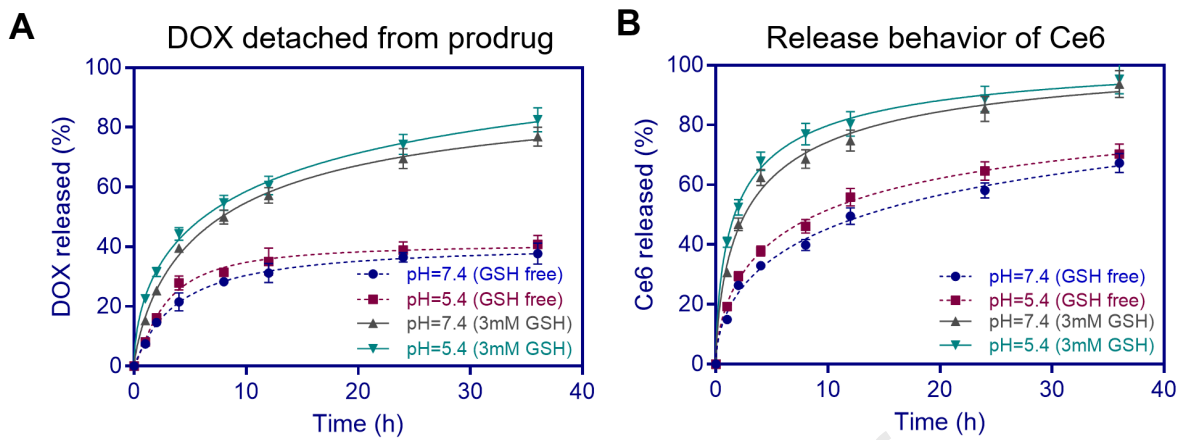 A
DOX detached from prodrug
DOX released (%)
100
80
60
40
20
0
pH=7.4 (GSH free)
pH=5.4 (GSH free)
pH=7.4 (3mM GSH)
pH=5.4 (3mM GSH)
0 10 20 30 40
Time (h)
B
Release behavior of Ce6
Ce6 released (%)
100
80
60
40
20
0
pH=7.4 (GSH free)
pH=5.4 (GSH free)
pH=7.4 (3mM GSH)
pH=5.4 (3mM GSH)
0 10 20 30 40
Time (h)